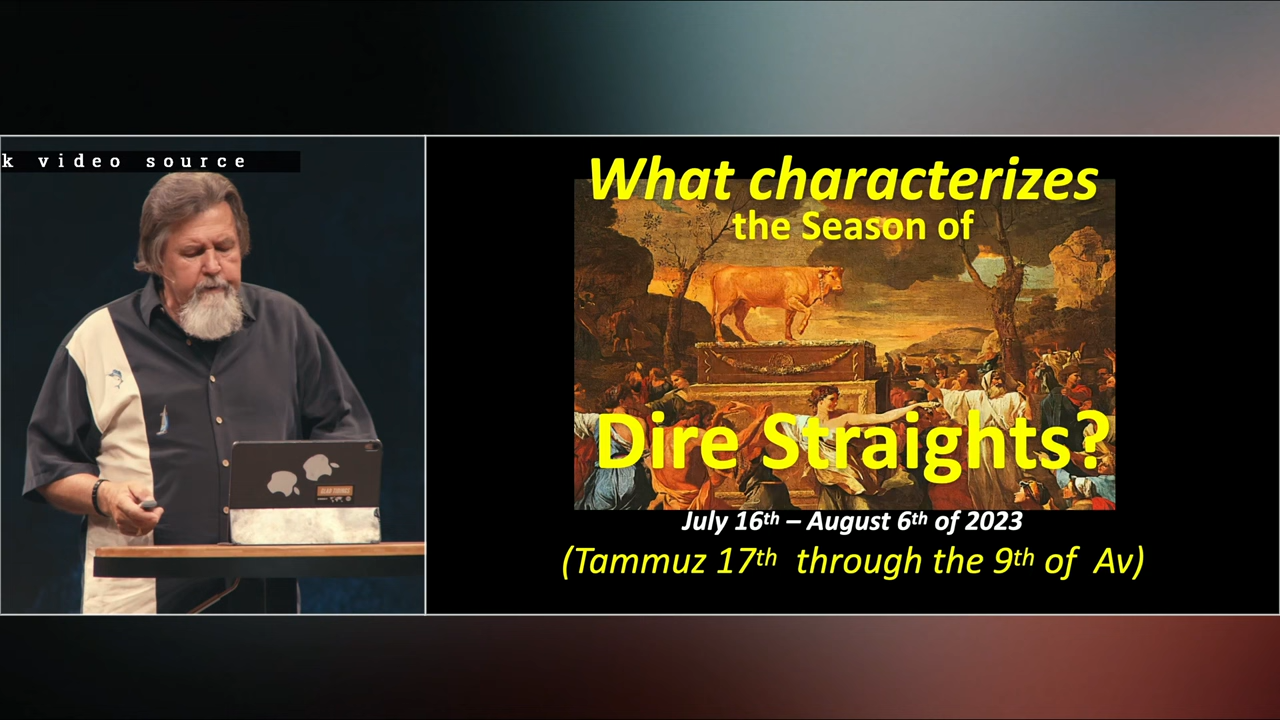 k video source
What characterizes
the Season of
Dire Straights?
July 16th – August 6th of 2023
(Tammuz 17th through the 9th of Av)